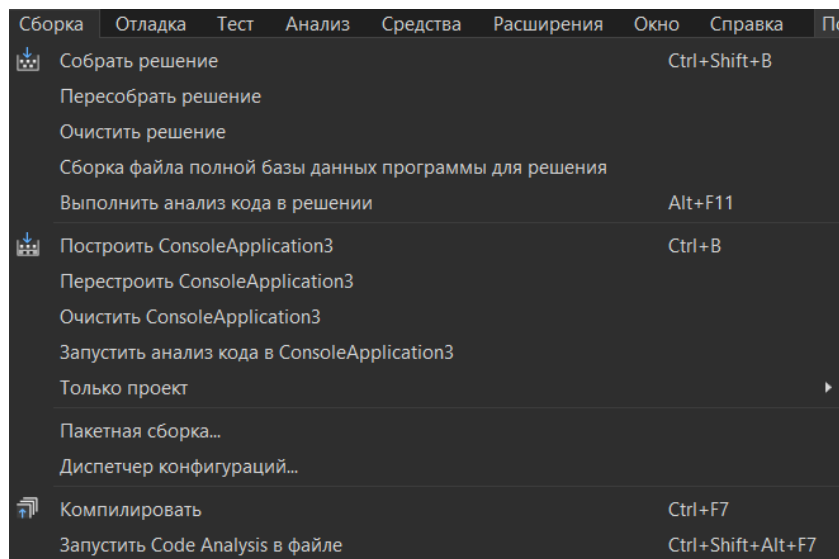 Сборка Отладка Тест Анализ Средства Расширения Окно Справка
Собрать решение Ctrl+Shift+B
Пересобрать решение
Очистить решение
Сборка файла полной базы данных программы для решения
Выполнить анализ кода в решении Alt+F11
Построить ConsoleApplication3 Ctrl+B
Перестроить ConsoleApplication3
Очистить ConsoleApplication3
Запустить анализ кода в ConsoleApplication3
Только проект
Пакетная сборка...
Диспетчер конфигураций...
Компилировать Ctrl+F7
Запустить Code Analysis в файле Ctrl+Shift+Alt+F7